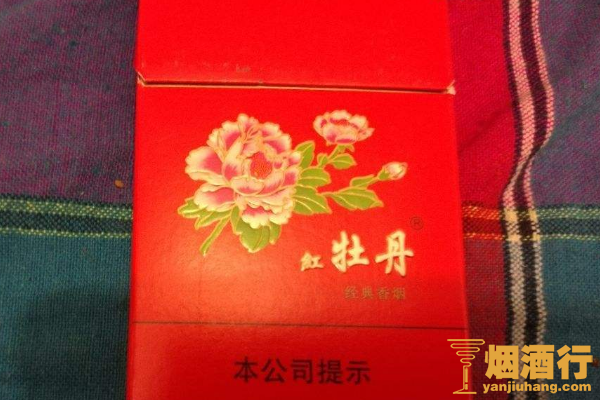 红牡丹®
经典香烟
本公司提示
烟酒行
yanjiuhang.com